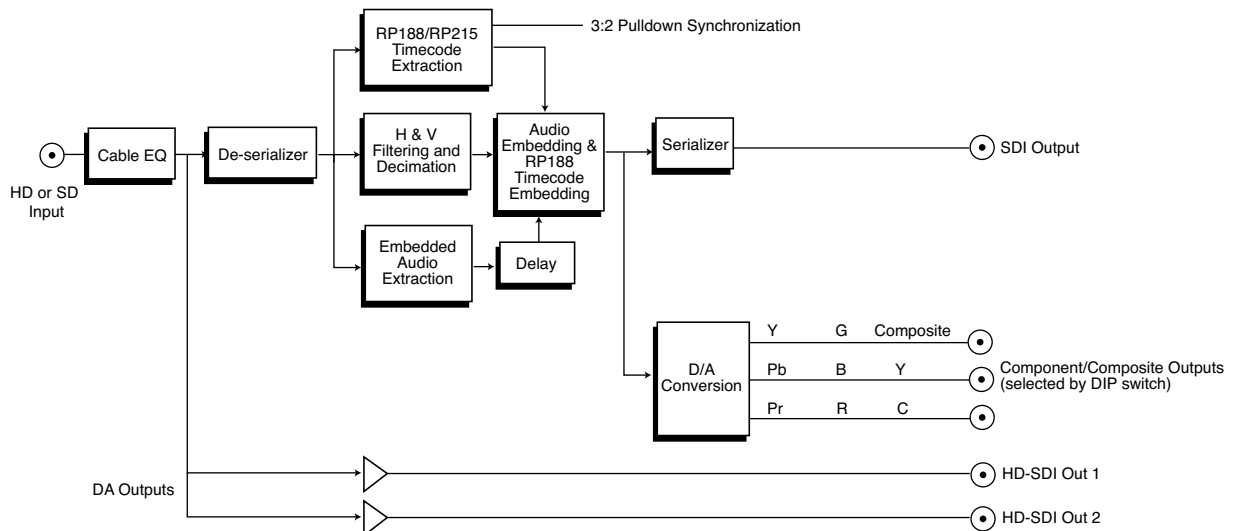 RP188/RP215
Timecode
Extraction
3:2 Pulldown Synchronization
HD or SD
Input
Cable EQ
De-serializer
H & V
Filtering and
Decimation
Audio
Embedding &
RP188
Timecode
Embedding
Serializer
SDI Output
Embedded
Audio
Extraction
Delay
D/A
Conversion
Y G Composite
Pb B Y
Pr R C
Component/Composite Outputs
(selected by DIP switch)
DA Outputs
HD-SDI Out 1
HD-SDI Out 2